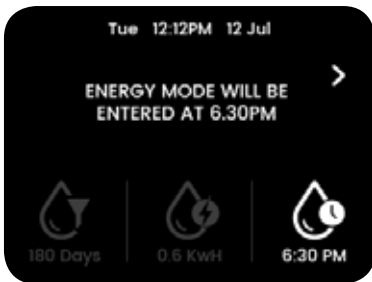 Tue 12:12PM 12 Jul
ENERGY MODE WILL BE
ENTERED AT 6.30PM
180 Days 0.6 KwH 6:30 PM